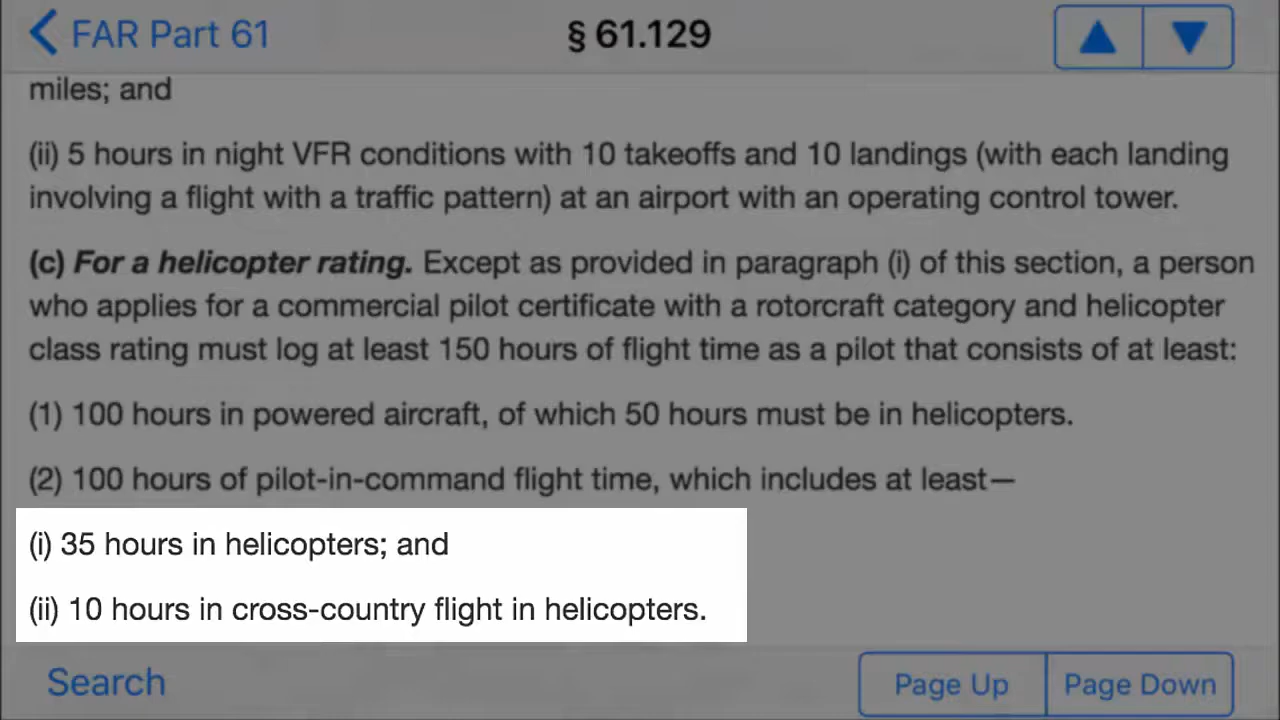 FAR Part 61
§ 61.129
miles; and
(ii) 5 hours in night VFR conditions with 10 takeoffs and 10 landings (with each landing
involving a flight with a traffic pattern) at an airport with an operating control tower.
(c) For a helicopter rating. Except as provided in paragraph (i) of this section, a person
who applies for a commercial pilot certificate with a rotorcraft category and helicopter
class rating must log at least 150 hours of flight time as a pilot that consists of at least:
(1) 100 hours in powered aircraft, of which 50 hours must be in helicopters.
(2) 100 hours of pilot-in-command flight time, which includes at least—
(i) 35 hours in helicopters; and
(ii) 10 hours in cross-country flight in helicopters.
Search
Page Up
Page Down